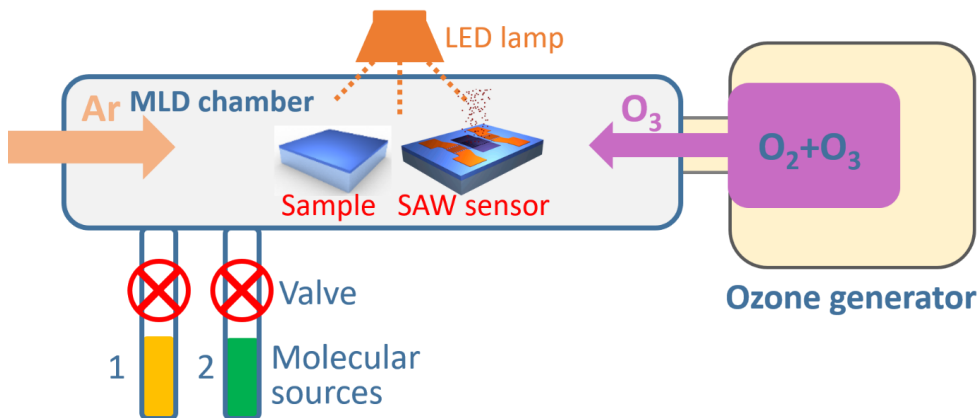 LED lamp
Ar
MLD chamber
O₃
O₂+O₃
Sample
SAW sensor
Ozone generator
Valve
1
2
Molecular
sources